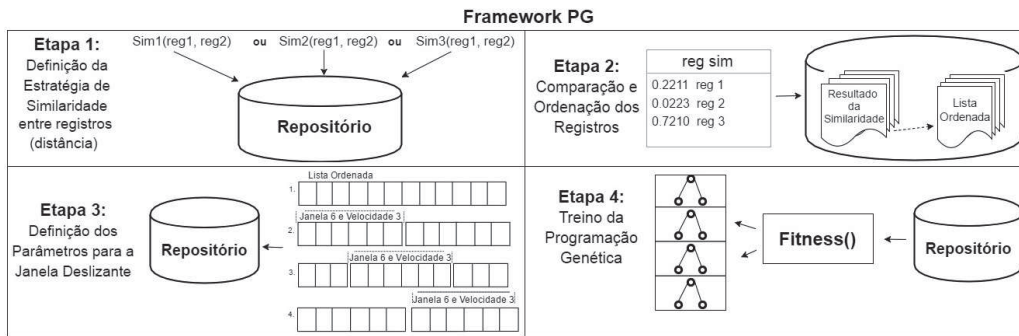 Framework PG
Etapa 1:
Definição da
Estratégia de
Similaridade
entre registros
(distância)
Sim1(reg1, reg2) ou Sim2(reg1, reg2) ou Sim3(reg1, reg2)
Repositório
Etapa 2:
Comparação e
Ordenação dos
Registros
reg sim
0.2211 reg 1
0.0223 reg 2
0.7210 reg 3
Resultado
da
Similaridade
Lista
Ordenada
Etapa 3:
Definição dos
Parâmetros para a
Janela Deslizante
Repositório
Lista Ordenada
1.
Janela 6 e Velocidade 3
2.
Janela 6 e Velocidade 3
3.
Janela 6 e Velocidade 3
4.
Etapa 4:
Treino da
Programação
Genética
Fitness()
Repositório